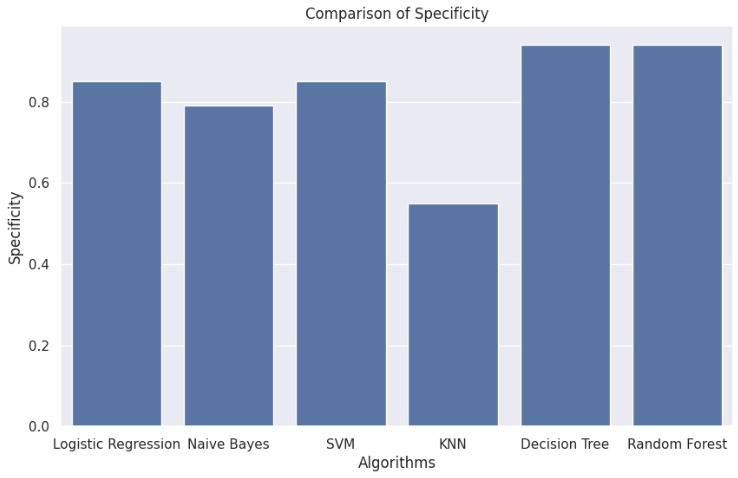 Comparison of Specificity
Specificity
0.8
0.6
0.4
0.2
0.0
Logistic Regression Naive Bayes SVM KNN Decision Tree Random Forest
Algorithms